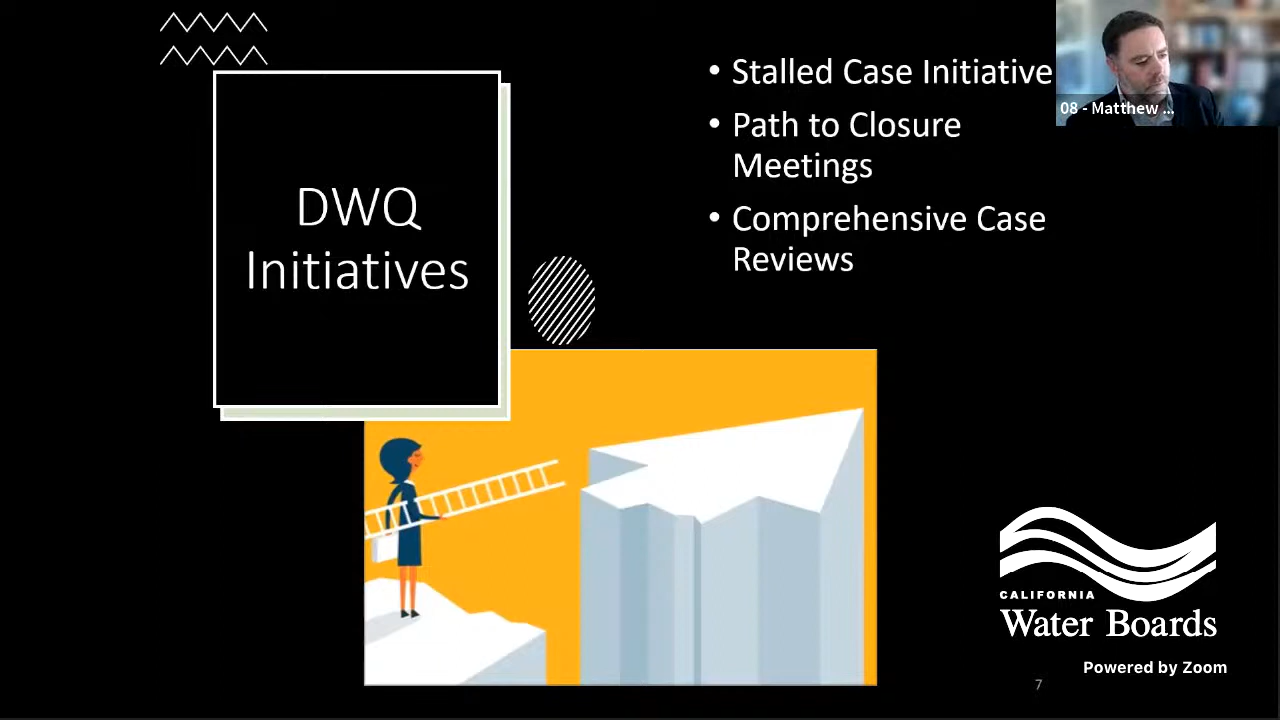 DWQ
Initiatives
• Stalled Case Initiative
• Path to Closure
Meetings
• Comprehensive Case
Reviews
08 - Matthew ...
CALIFORNIA
Water Boards
Powered by Zoom
7